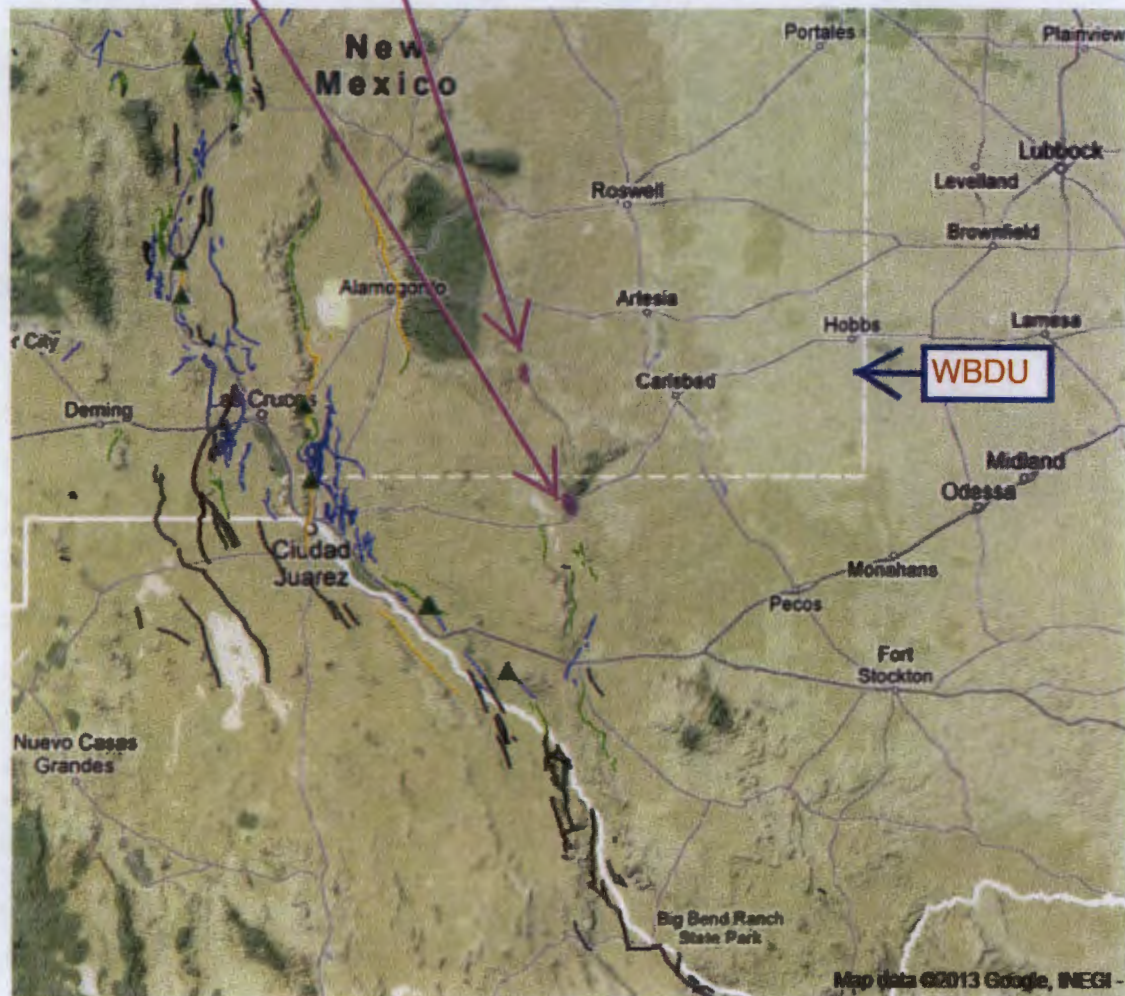 New
Mexico
Portales
Plainview
Lubbock
Levelland
Roswell
Brownfield
Alamogordo
Artesia
Hobbs
Lamesa
r City
WBDU
Carlsbad
Deming
Las Cruces
Midland
Odessa
Ciudad
Juarez
Monahans
Pecos
Fort
Stockton
Nuevo Casas
Grandes
Big Bend Ranch
State Park
Map data ©2013 Google, INEGI -